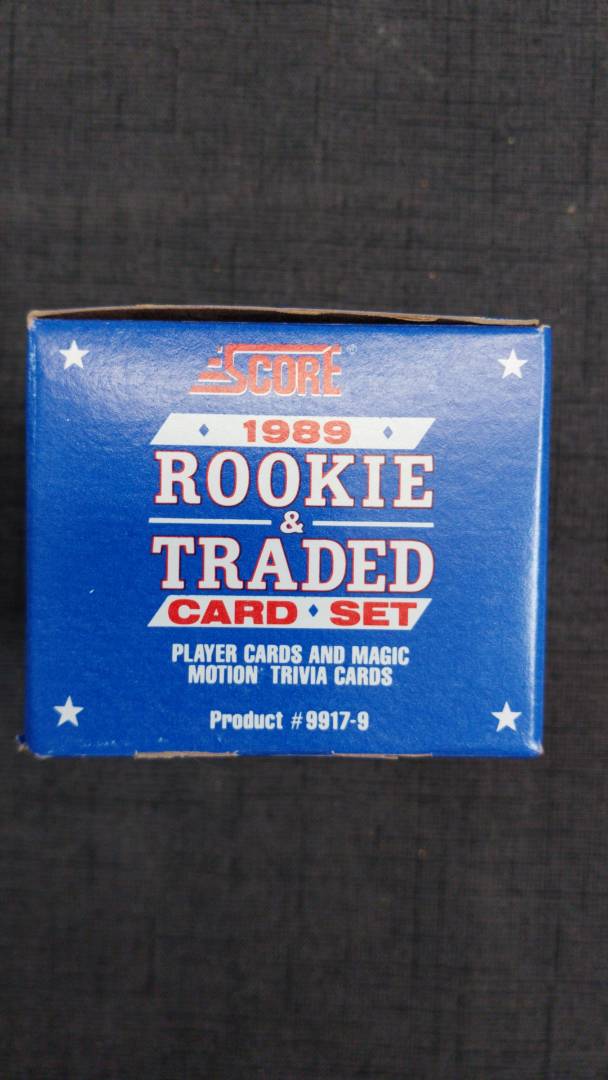 SCORE®
1989
ROOKIE
&
TRADED
CARD • SET
PLAYER CARDS AND MAGIC
MOTION TRIVIA CARDS
Product #9917-9